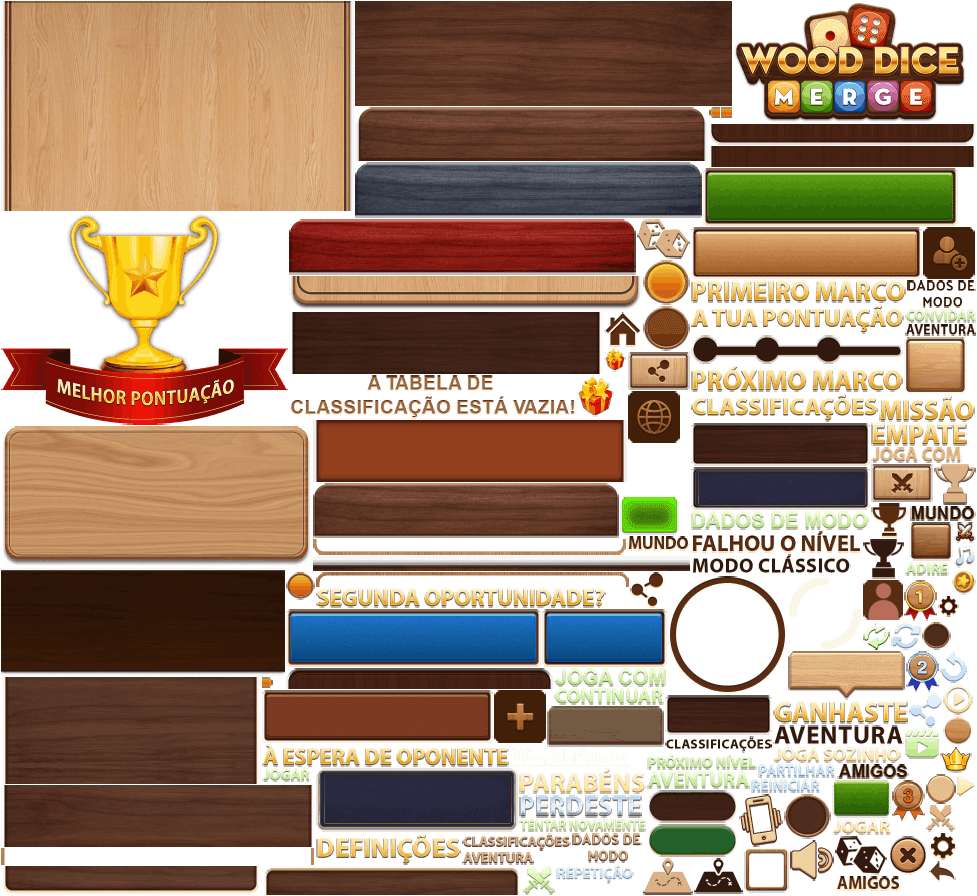 WOOD DICE
MERGE
PRIMEIRO MARCO
DADOS DE
MODO
A TUA PONTUAÇÃO
CONVIDAR
AVENTURA
MELHOR PONTUAÇÃO
A TABELA DE
CLASSIFICAÇÃO ESTÁ VAZIA!
PRÓXIMO MARCO
CLASSIFICAÇÕES
MISSÃO
EMPATE
JOGA COM
DADOS DE MODO
MUNDO
MUNDO
FALHOU O NÍVEL
MODO CLÁSSICO
ADIRE
1
SEGUNDA OPORTUNIDADE?
2
JOGA COM
CONTINUAR
GANHASTE
AVENTURA
CLASSIFICAÇÕES
JOGA SOZINHO
À ESPERA DE OPONENTE
JOGAR
PRÓXIMO NÍVEL
AVENTURA
PARTILHAR
AMIGOS
REINICIAR
PARABÉNS
PERDESTE
3
TENTAR NOVAMENTE
JOGAR
DEFINIÇÕES
CLASSIFICAÇÕES
AVENTURA
DADOS DE
MODO
REPETIÇÃO
AMIGOS